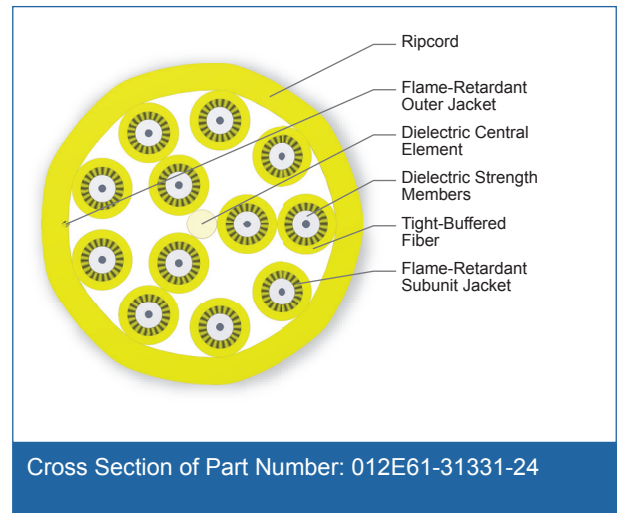 Ripcord
Flame-Retardant
Outer Jacket
Dielectric Central
Element
Dielectric Strength
Members
Tight-Buffered
Fiber
Flame-Retardant
Subunit Jacket
Cross Section of Part Number: 012E61-31331-24